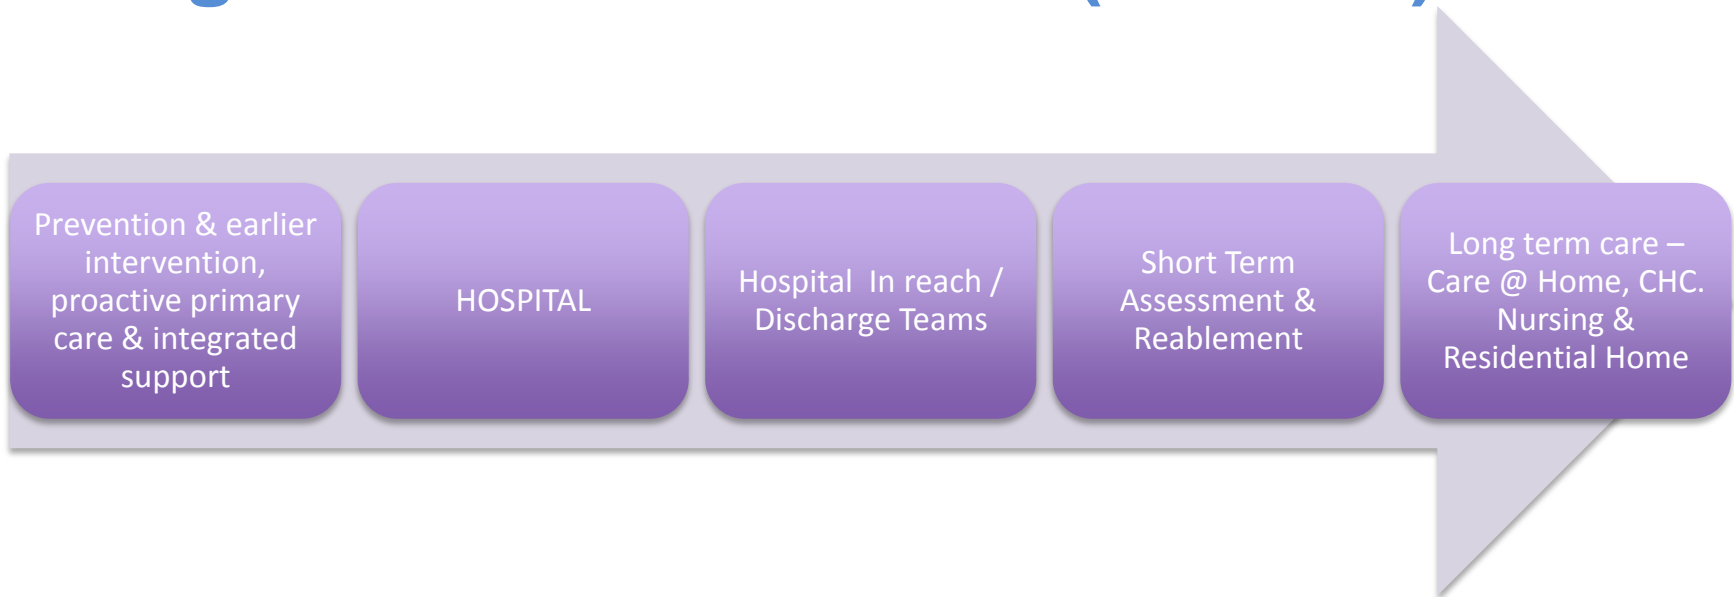 Prevention & earlier
intervention,
proactive primary
care & integrated
support
HOSPITAL
Hospital  In reach /
Discharge Teams
Short Term
Assessment &
Reablement
Long term care –
Care @ Home, CHC.
Nursing &
Residential Home